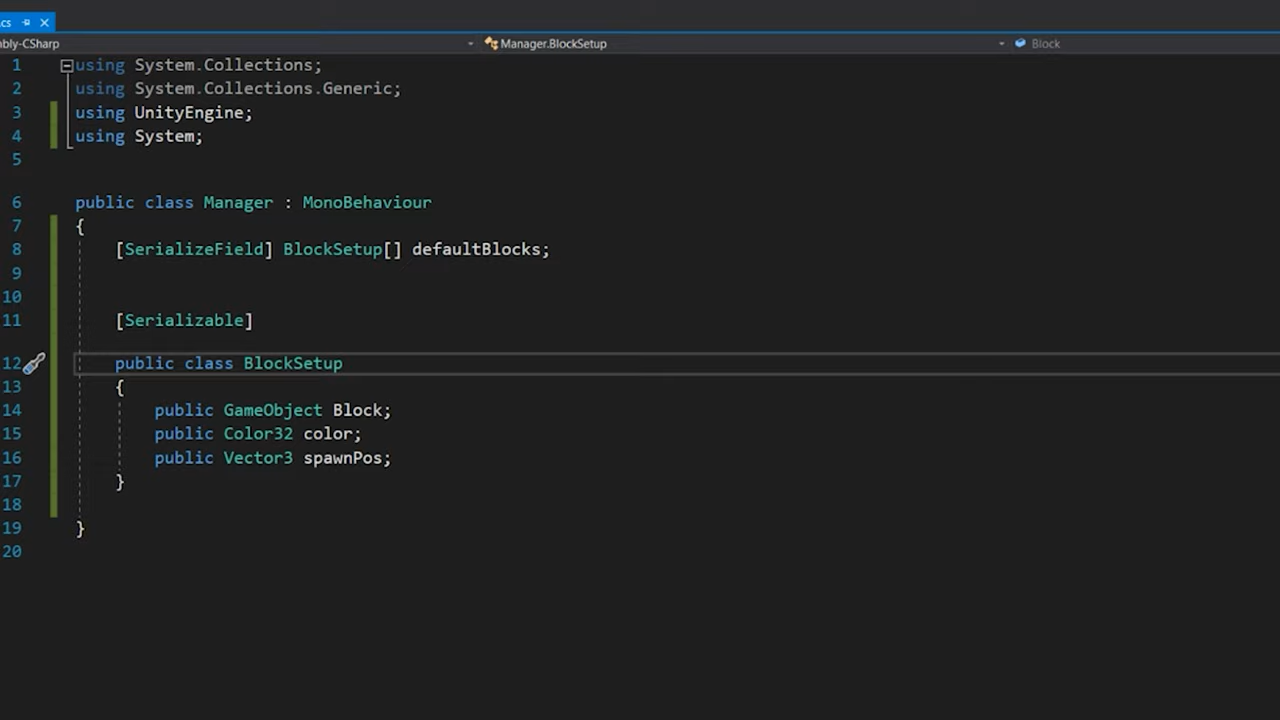 cs
bly-CSharp
Manager.BlockSetup
Block
1 using System.Collections;
2 using System.Collections.Generic;
3 using UnityEngine;
4 using System;
5
6 public class Manager : MonoBehaviour
7 {
8 [SerializeField] BlockSetup[] defaultBlocks;
9
10
11 [Serializable]
12 public class BlockSetup
13 {
14 public GameObject Block;
15 public Color32 color;
16 public Vector3 spawnPos;
17 }
18
19 }
20